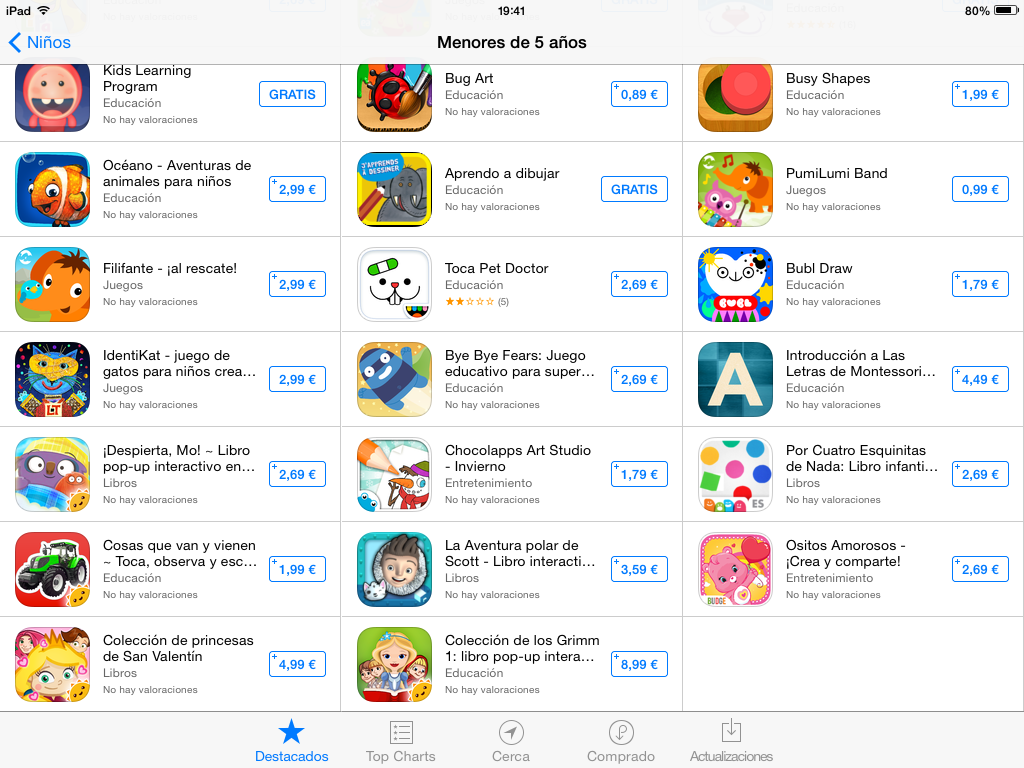 iPad
19:41
80%
Niños
Menores de 5 años
Kids Learning
Program
Educación
No hay valoraciones
GRATIS
Bug Art
Educación
No hay valoraciones
+ 0,89 €
Busy Shapes
Educación
No hay valoraciones
+ 1,99 €
Océano - Aventuras de
animales para niños
Educación
No hay valoraciones
+ 2,99 €
J'APPRENDS
À DESSINER
Aprendo a dibujar
Educación
No hay valoraciones
GRATIS
PumiLumi Band
Juegos
No hay valoraciones
0,99 €
Filifante - ¡al rescate!
Juegos
No hay valoraciones
+ 2,99 €
Toca Pet Doctor
Educación
(5)
+ 2,69 €
BUBL
Bubl Draw
Educación
No hay valoraciones
+ 1,79 €
IdentiKat - juego de
gatos para niños crea...
Juegos
No hay valoraciones
2,99 €
Bye Bye Fears: Juego
educativo para super...
Educación
No hay valoraciones
+ 2,69 €
A
Introducción a Las
Letras de Montessori...
Educación
No hay valoraciones
+ 4,49 €
¡Despierta, Mo! ~ Libro
pop-up interactivo en...
Libros
No hay valoraciones
+ 2,69 €
Chocolapps Art Studio
- Invierno
Entretenimiento
No hay valoraciones
+ 1,79 €
ES
Por Cuatro Esquinitas
de Nada: Libro infanti...
Libros
No hay valoraciones
+ 2,69 €
Cosas que van y vienen
~ Toca, observa y esc...
Educación
No hay valoraciones
+ 1,99 €
La Aventura polar de
Scott - Libro interacti...
Libros
No hay valoraciones
+ 3,59 €
BUDGE
Ositos Amorosos -
¡Crea y comparte!
Entretenimiento
No hay valoraciones
+ 2,69 €
Colección de princesas
de San Valentín
Libros
No hay valoraciones
+ 4,99 €
Colección de los Grimm
1: libro pop-up intera...
Educación
No hay valoraciones
+ 8,99 €
Destacados
Top Charts
Cerca
Comprado
Actualizaciones